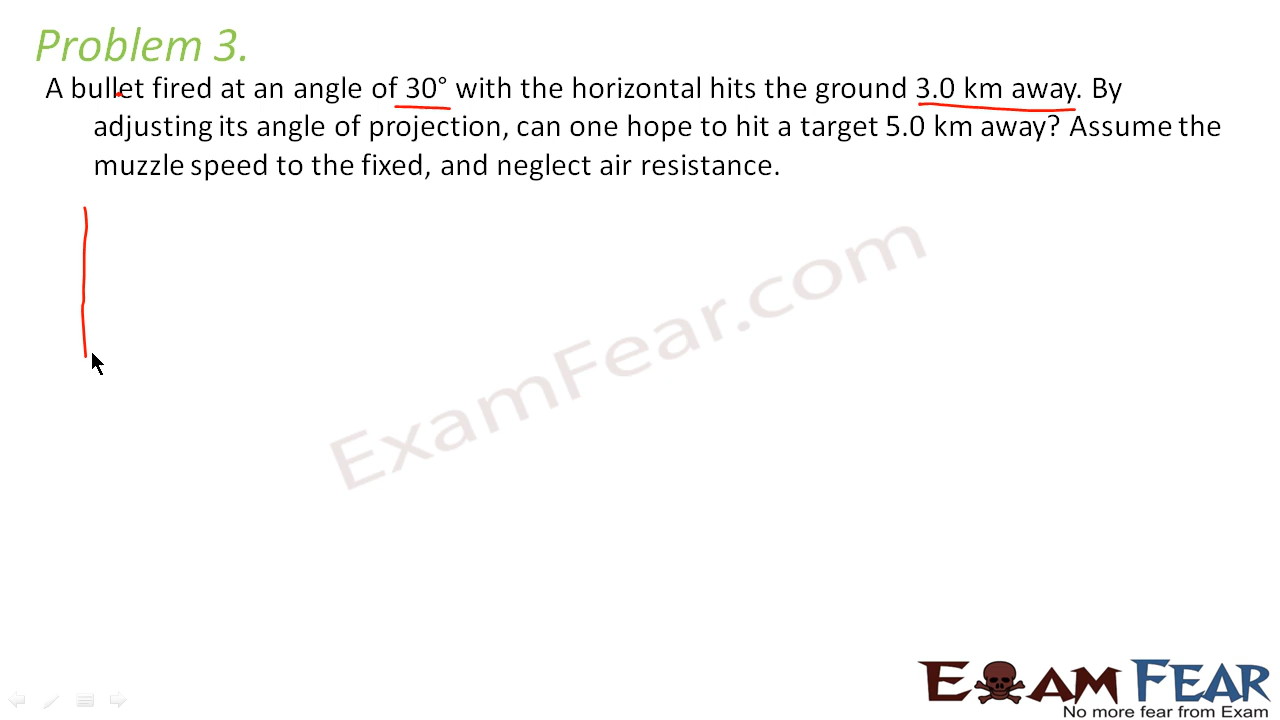 Problem 3.
A bullet fired at an angle of 30° with the horizontal hits the ground 3.0 km away. By
adjusting its angle of projection, can one hope to hit a target 5.0 km away? Assume the
muzzle speed to the fixed, and neglect air resistance.
ExamFear.com
EXAM FEAR
No more fear from Exam